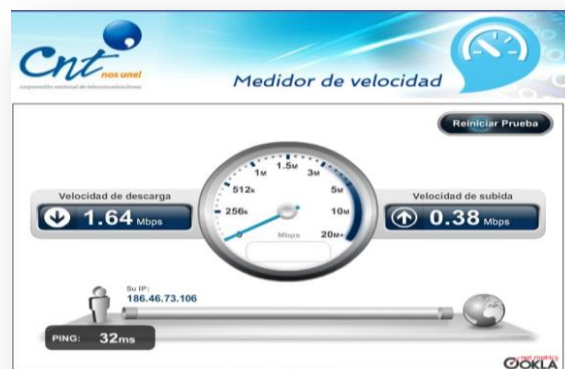 Cnt
nos une!
corporación nacional de telecomunicaciones
Medidor de velocidad
Reiniciar Prueba
Velocidad de descarga
1.64 Mbps
Velocidad de subida
0.38 Mbps
0
256k
512k
1M
1.5M
3M
5M
10M
20M+
Mbps
Su IP:
186.46.73.106
PING: 32ms
net metrics
OOKLA